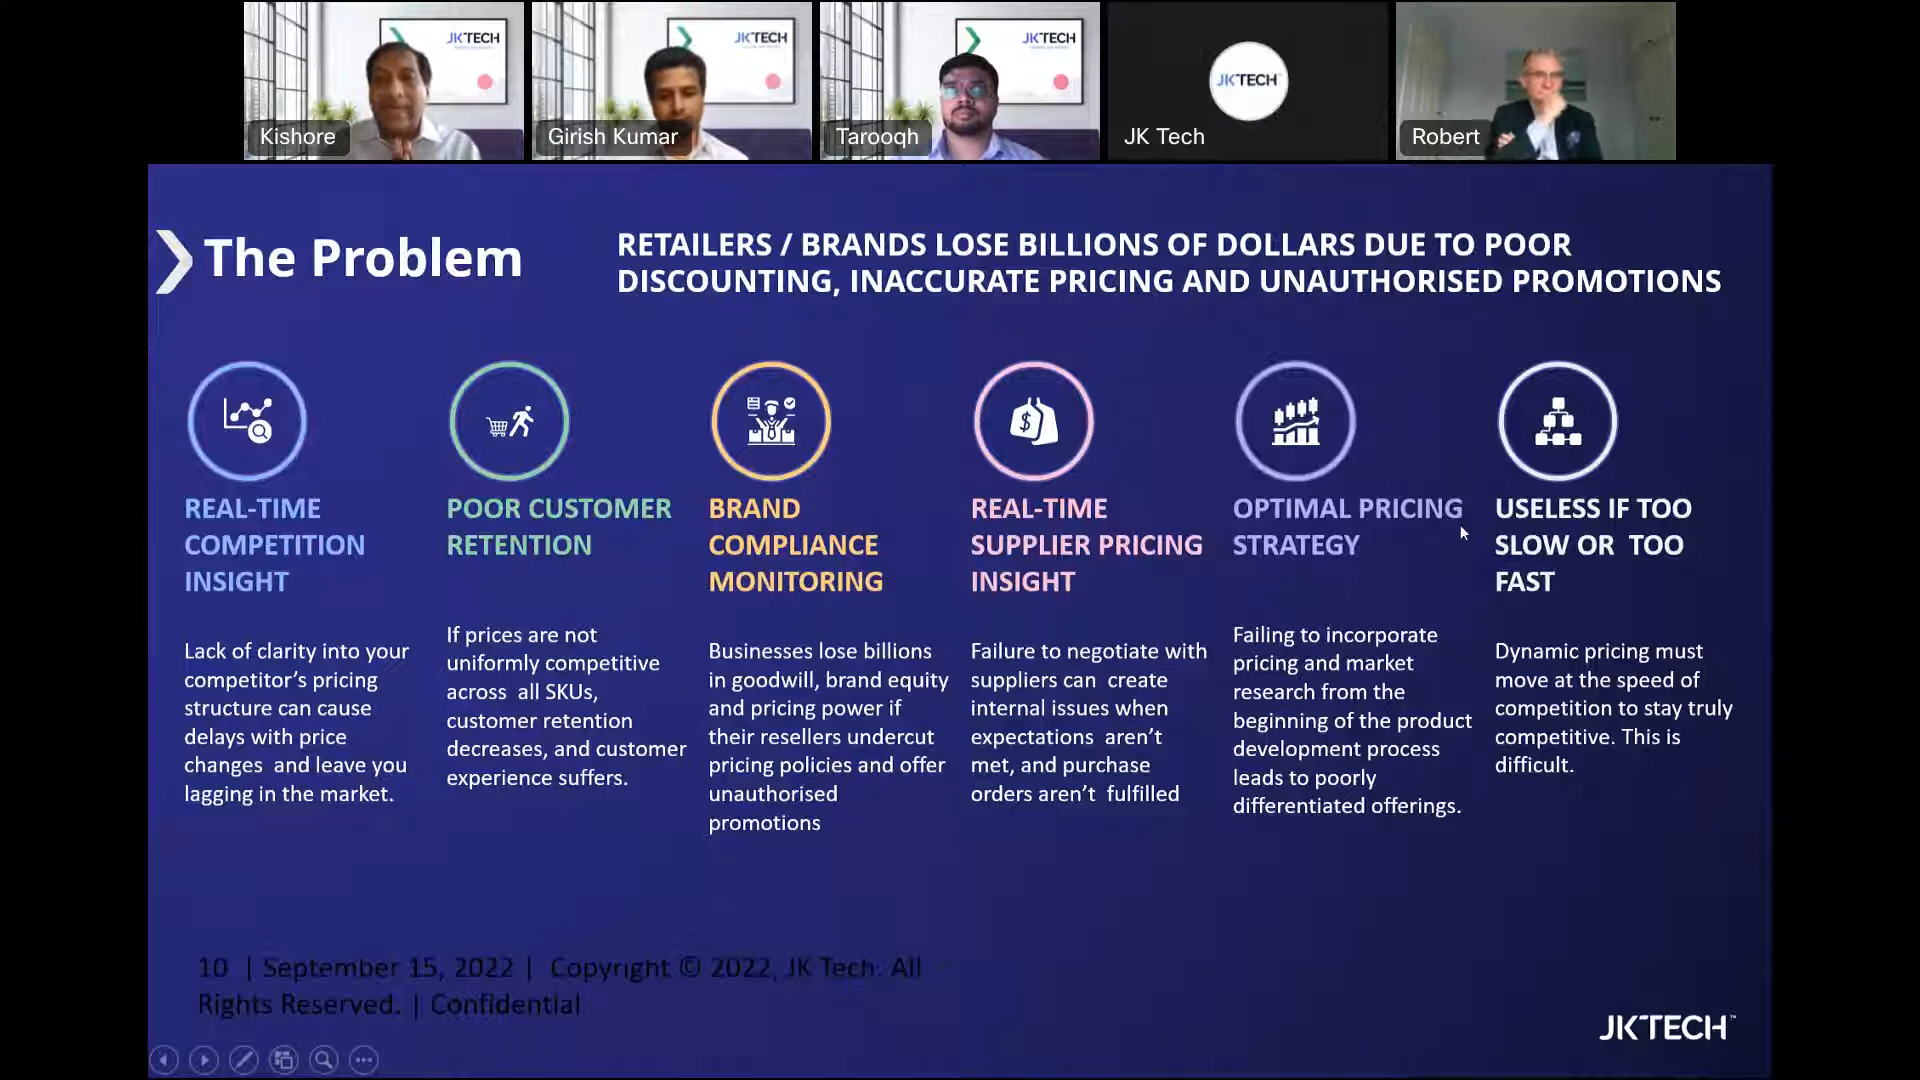 JKTECH
JKTECH
JKTECH
JKTECH
Kishore
Girish Kumar
Tarooqh
JK Tech
Robert
The Problem
RETAILERS / BRANDS LOSE BILLIONS OF DOLLARS DUE TO POOR
DISCOUNTING, INACCURATE PRICING AND UNAUTHORISED PROMOTIONS
REAL-TIME
COMPETITION
INSIGHT
Lack of clarity into your
competitor’s pricing
structure can cause
delays with price
changes and leave you
lagging in the market.
POOR CUSTOMER
RETENTION
If prices are not
uniformly competitive
across all SKUs,
customer retention
decreases, and customer
experience suffers.
BRAND
COMPLIANCE
MONITORING
Businesses lose billions
in goodwill, brand equity
and pricing power if
their resellers undercut
pricing policies and offer
unauthorised
promotions
$
REAL-TIME
SUPPLIER PRICING
INSIGHT
Failure to negotiate with
suppliers can create
internal issues when
expectations aren’t
met, and purchase
orders aren’t fulfilled
OPTIMAL PRICING
STRATEGY
Failing to incorporate
pricing and market
research from the
beginning of the product
development process
leads to poorly
differentiated offerings.
USELESS IF TOO
SLOW OR TOO
FAST
Dynamic pricing must
move at the speed of
competition to stay truly
competitive. This is
difficult.
10 | September 15, 2022 | Copyright © 2022, JK Tech. All
Rights Reserved. | Confidential
JKTECH™